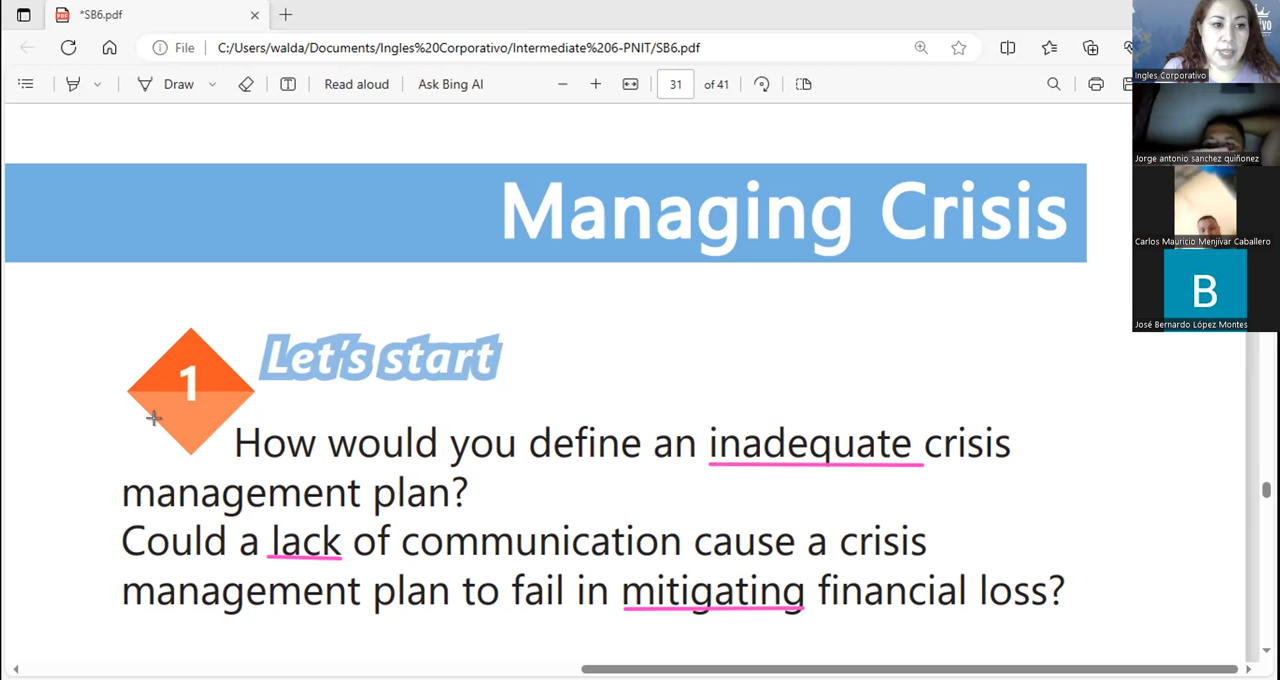 *SB6.pdf
File C:/Users/walda/Documents/Ingles%20Corporativo/Intermediate%206-PNIT/SB6.pdf
Draw Read aloud Ask Bing AI 31 of 41
Ingles Corporativo
Jorge antonio sanchez quiñonez
Carlos Mauricio Menjívar Caballero
B
José Bernardo López Montes
Managing Crisis
1 Let's start
How would you define an inadequate crisis
management plan?
Could a lack of communication cause a crisis
management plan to fail in mitigating financial loss?